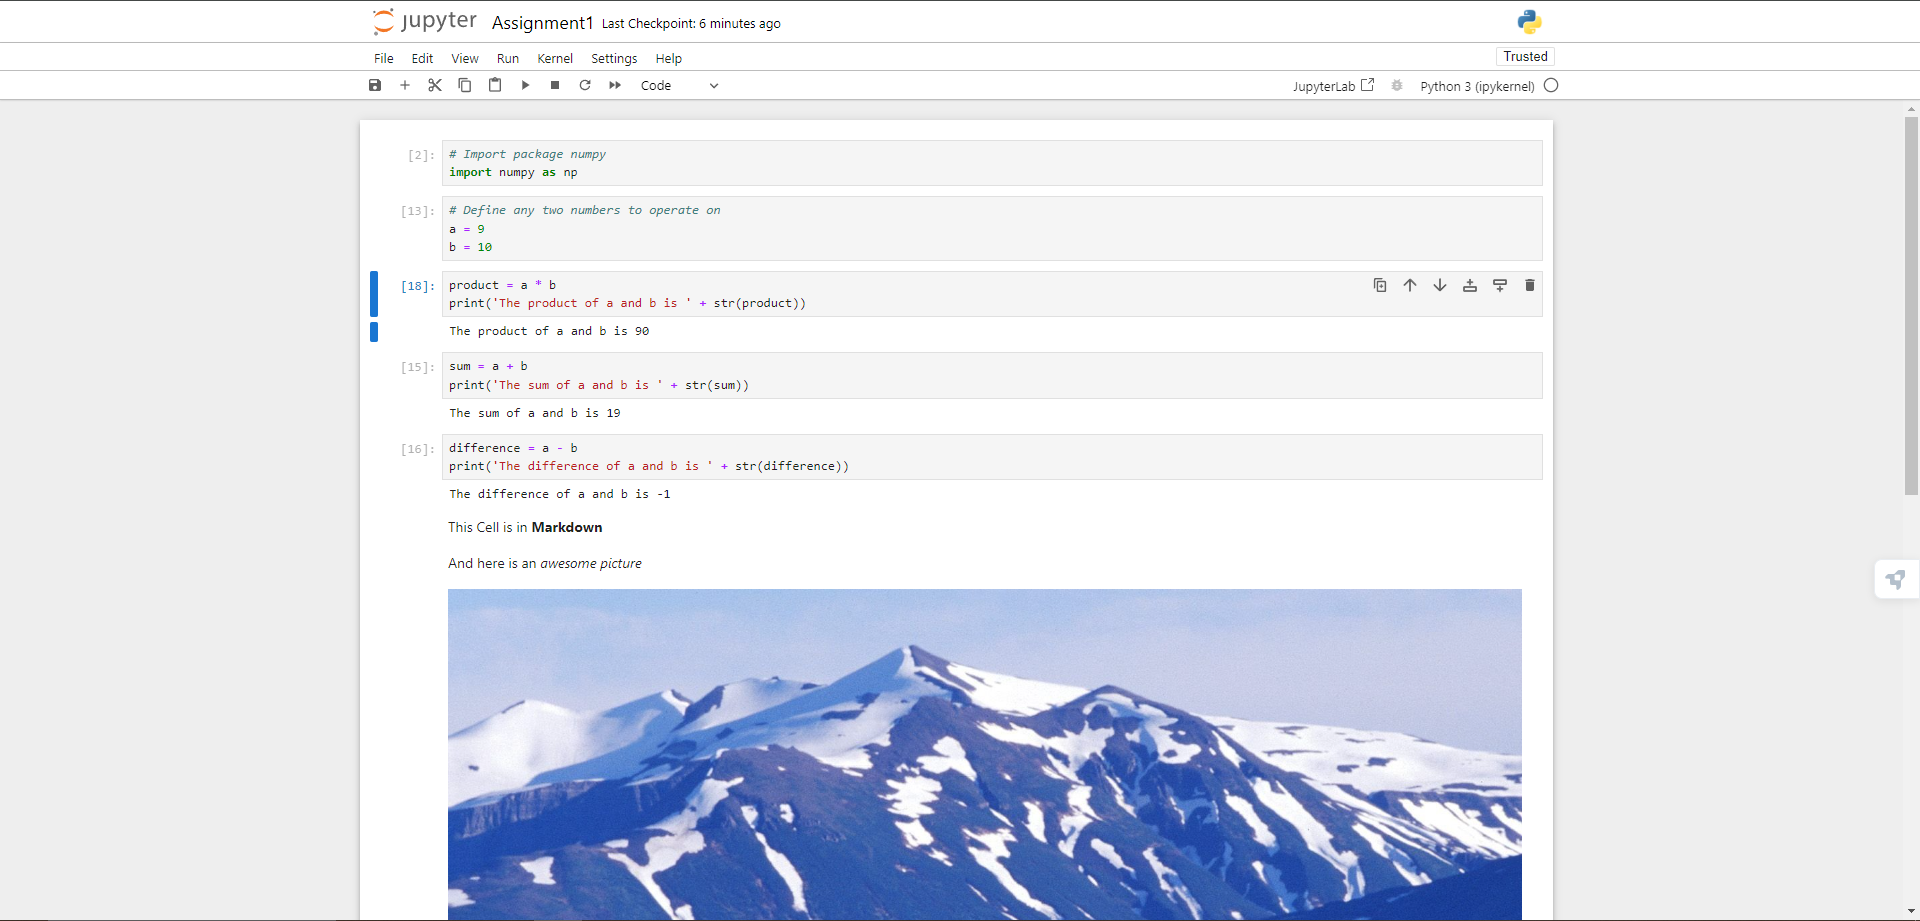 jupyter Assignment1 Last Checkpoint: 6 minutes ago
File Edit View Run Kernel Settings Help Trusted
Code JupyterLab Python 3 (ipykernel)
[2]: # Import package numpy
import numpy as np
[13]: # Define any two numbers to operate on
a = 9
b = 10
[18]: product = a * b
print('The product of a and b is ' + str(product))
The product of a and b is 90
[15]: sum = a + b
print('The sum of a and b is ' + str(sum))
The sum of a and b is 19
[16]: difference = a - b
print('The difference of a and b is ' + str(difference))
The difference of a and b is -1
This Cell is in Markdown
And here is an awesome picture